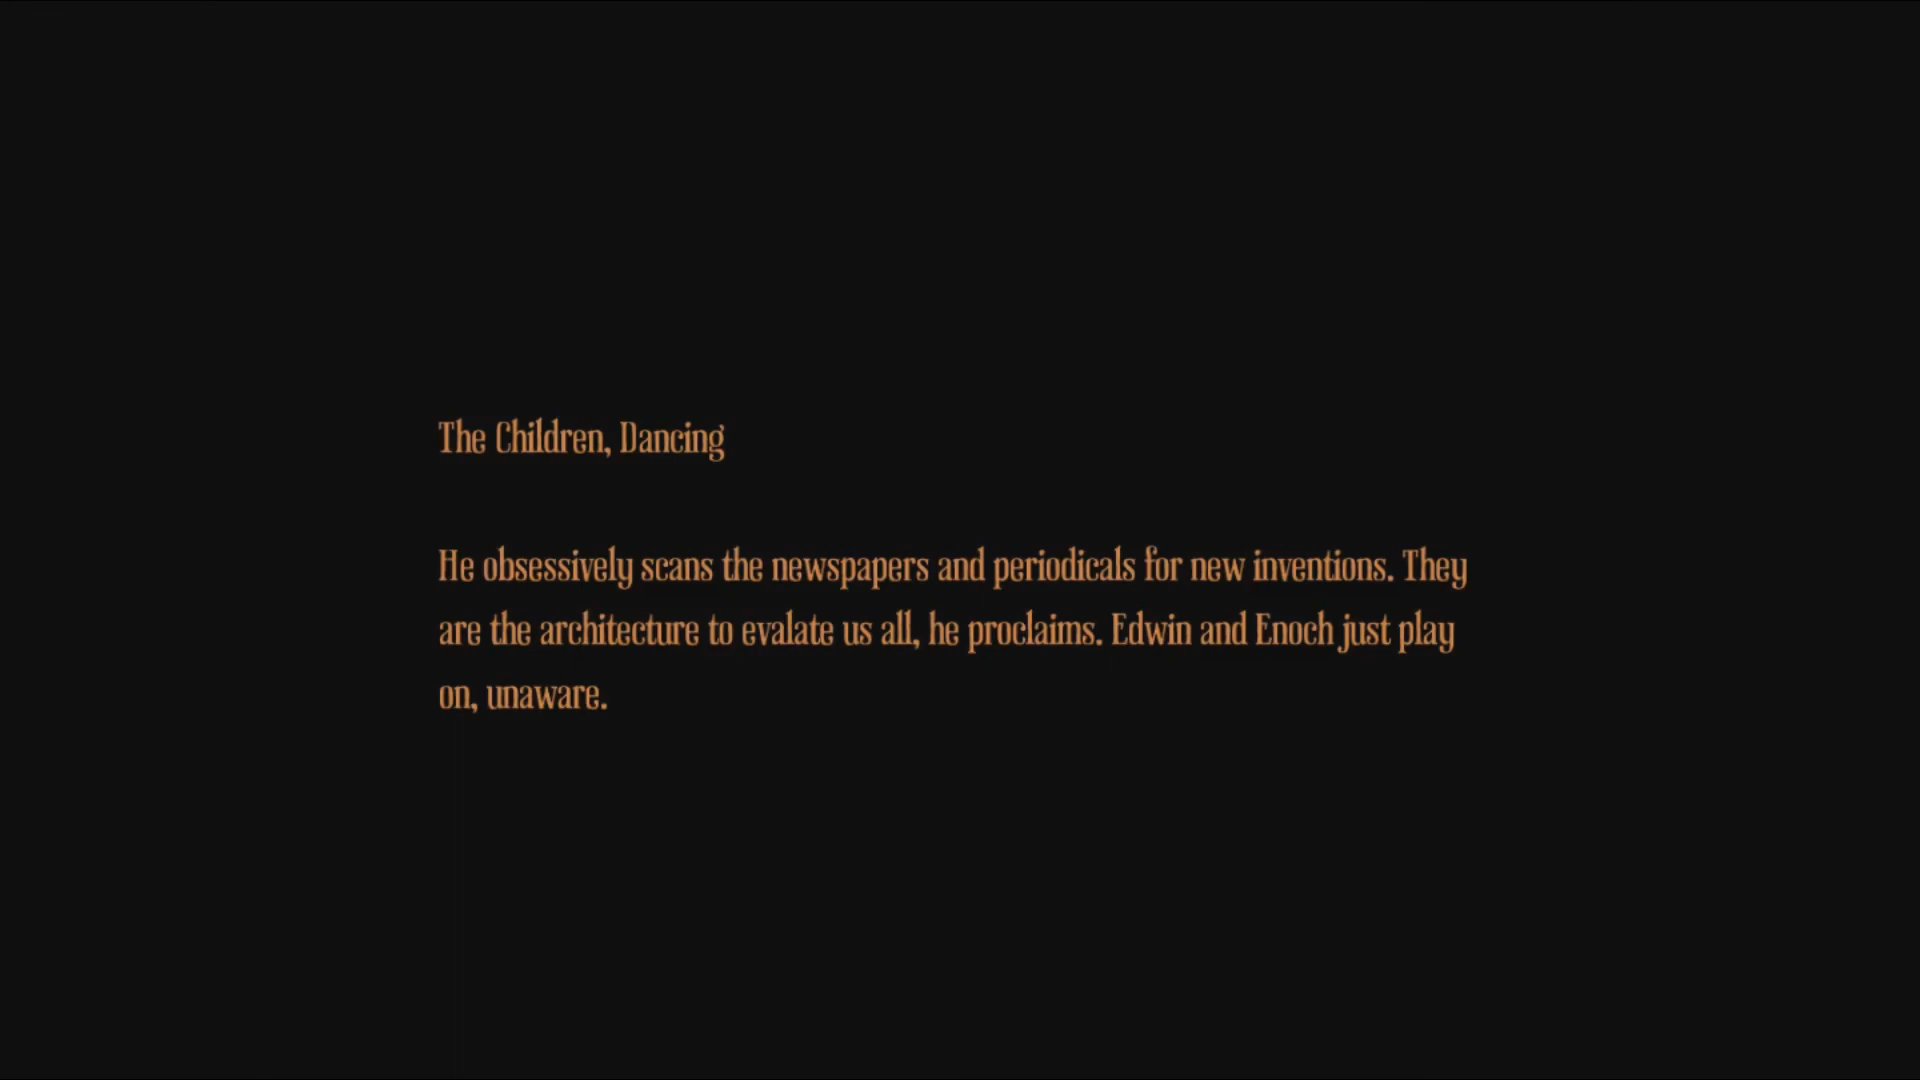 The Children, Dancing
He obsessively scans the newspapers and periodicals for new inventions. They
are the architecture to evalate us all, he proclaims. Edwin and Enoch just play
on, unaware.